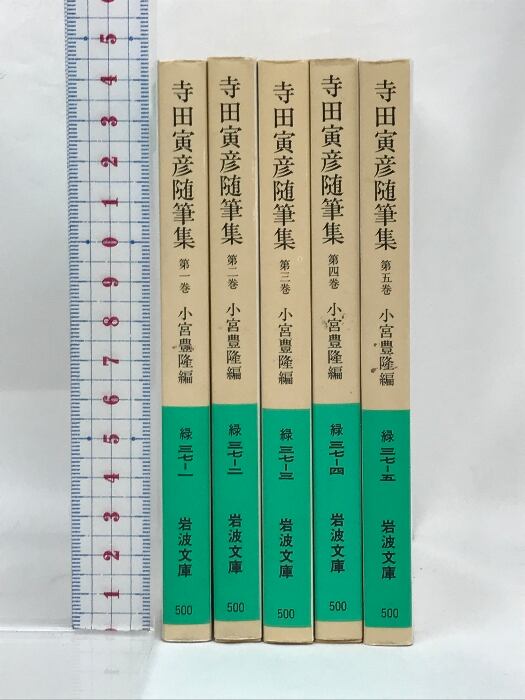 寺田寅彦随筆集 第一巻 小宮豊隆編
緑 三七-一
岩波文庫
500
寺田寅彦随筆集 第二巻 小宮豊隆編
緑 三七-二
岩波文庫
500
寺田寅彦随筆集 第三巻 小宮豊隆編
緑 三七-三
岩波文庫
500
寺田寅彦随筆集 第四巻 小宮豊隆編
緑 三七-四
岩波文庫
500
寺田寅彦随筆集 第五巻 小宮豊隆編
緑 三七-五
岩波文庫
500